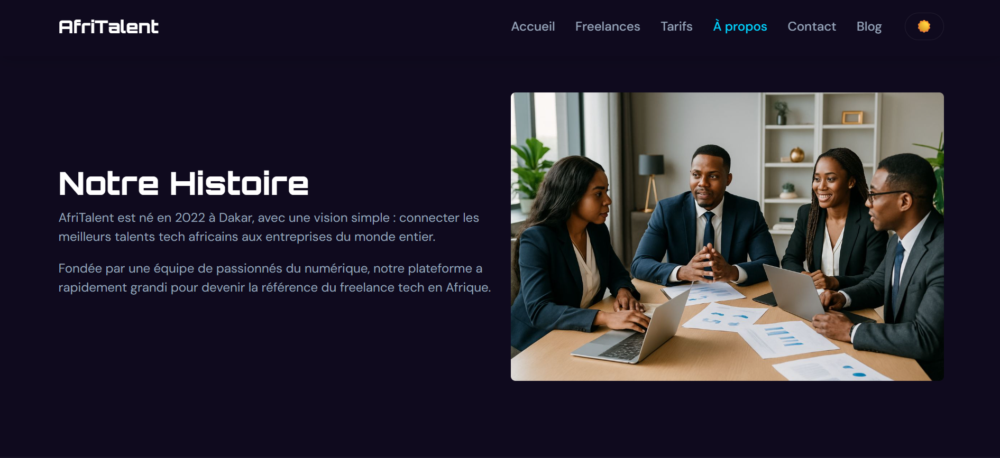 AfriTalent
Accueil Freelances Tarifs À propos Contact Blog
Notre Histoire
AfriTalent est né en 2022 à Dakar, avec une vision simple : connecter les
meilleurs talents tech africains aux entreprises du monde entier.
Fondée par une équipe de passionnés du numérique, notre plateforme a
rapidement grandi pour devenir la référence du freelance tech en Afrique.